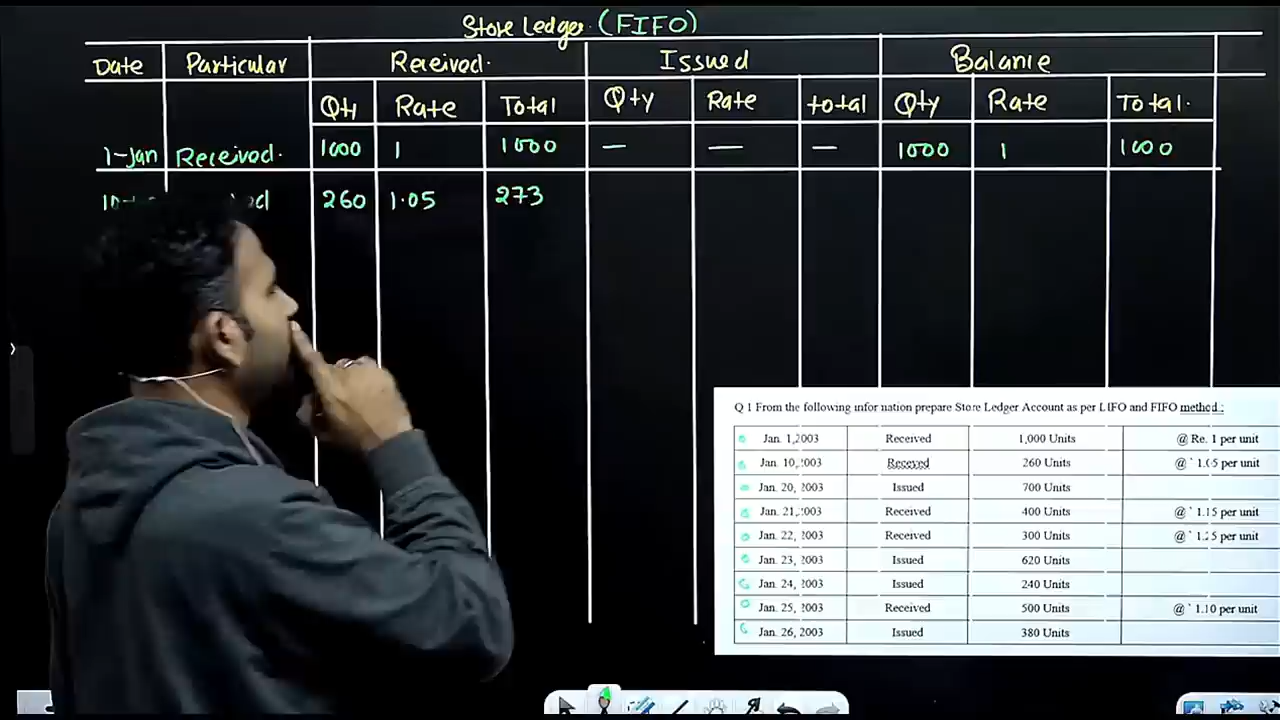 Store Ledger (FIFO)
Date Particular Received. Issued Balance
Qty Rate Total Qty Rate total Qty Rate Total.
1-Jan Received. 1000 1 1000 — — — 1000 1 1000
260 1.05 273
Q 1 From the following infor nation prepare Store Ledger Account as per LIFO and FIFO method :
Jan. 1,2003 Received 1,000 Units @ Re. 1 per unit
Jan. 10, 2003 Receved 260 Units @ ` 1.05 per unit
Jan. 20, 2003 Issued 700 Units
Jan. 21, 2003 Received 400 Units @ ` 1.15 per unit
Jan. 22, 2003 Received 300 Units @ ` 1.25 per unit
Jan. 23, 2003 Issued 620 Units
Jan. 24, 2003 Issued 240 Units
Jan. 25, 2003 Received 500 Units @ ` 1.10 per unit
Jan. 26, 2003 Issued 380 Units